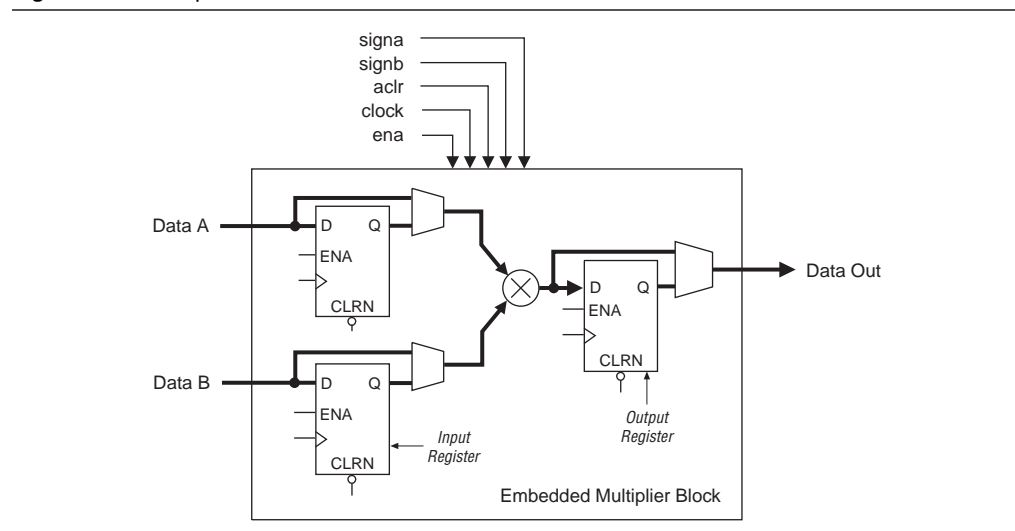 signa
signb
aclr
clock
ena
Data A
D Q
ENA
CLRN
Data Out
D Q
ENA
CLRN
Data B
D Q
ENA
CLRN
Input
Register
Output
Register
Embedded Multiplier Block